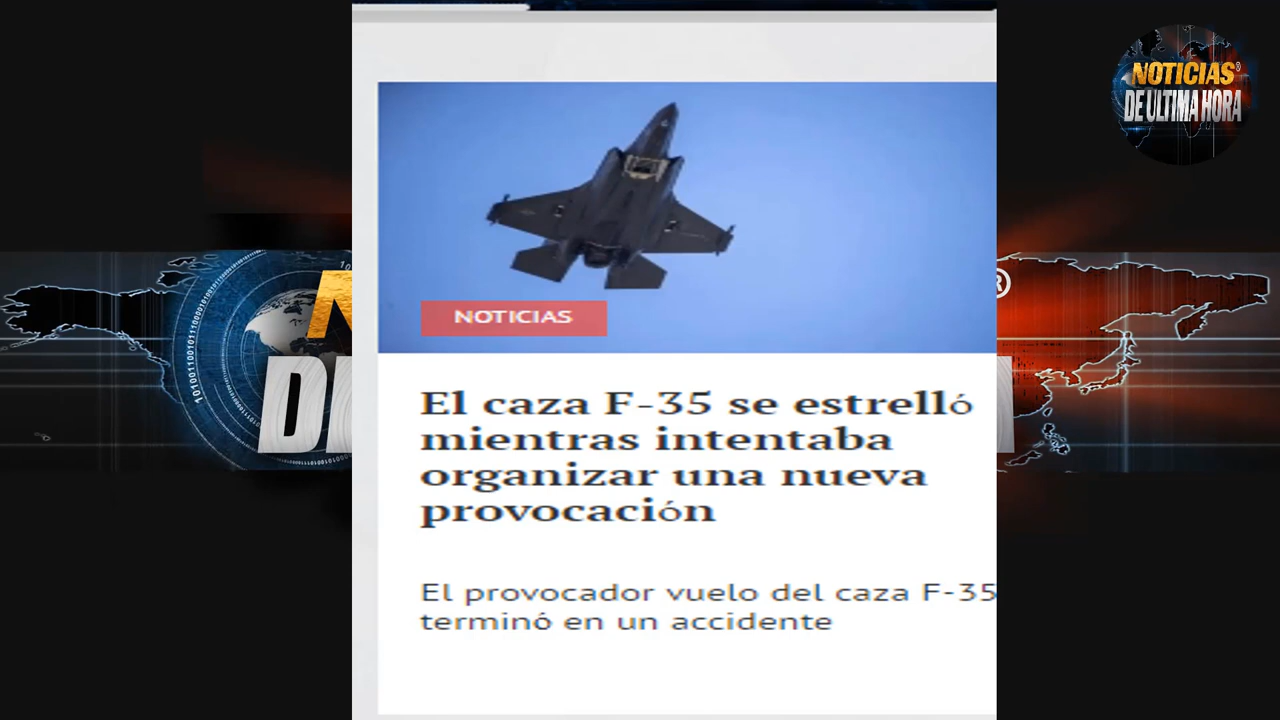 NOTICIAS®
DE ULTIMA HORA
NOTICIAS
El caza F-35 se estrelló
mientras intentaba
organizar una nueva
provocación
El provocador vuelo del caza F-35
terminó en un accidente
®